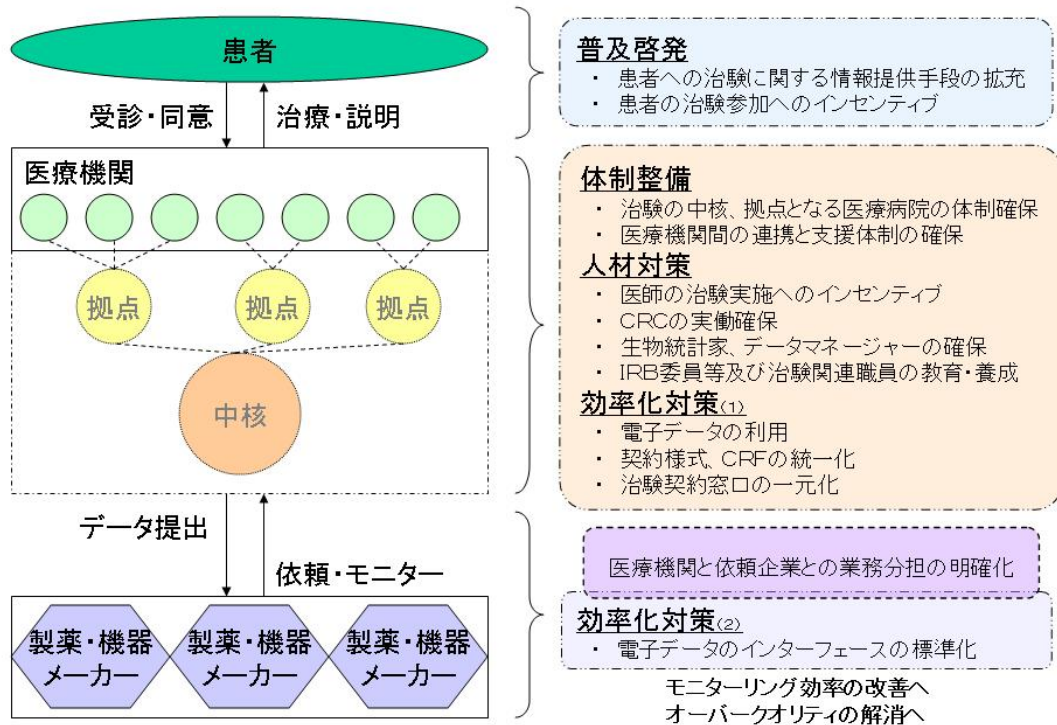 患者
受診・同意
治療・説明
医療機関
拠点
拠点
拠点
中核
データ提出
依頼・モニター
製薬・機器
メーカー
製薬・機器
メーカー
製薬・機器
メーカー
普及啓発
・ 患者への治験に関する情報提供手段の拡充
・ 患者の治験参加へのインセンティブ
体制整備
・ 治験の中核、拠点となる医療病院の体制確保
・ 医療機関間の連携と支援体制の確保
人材対策
・ 医師の治験実施へのインセンティブ
・ CRCの実働確保
・ 生物統計家、データマネージャーの確保
・ IRB委員等及び治験関連職員の教育・養成
効率化対策(1)
・ 電子データの利用
・ 契約様式、CRFの統一化
・ 治験契約窓口の一元化
医療機関と依頼企業との業務分担の明確化
効率化対策(2)
・ 電子データのインターフェースの標準化
モニターリング効率の改善へ
オーバークオリティの解消へ